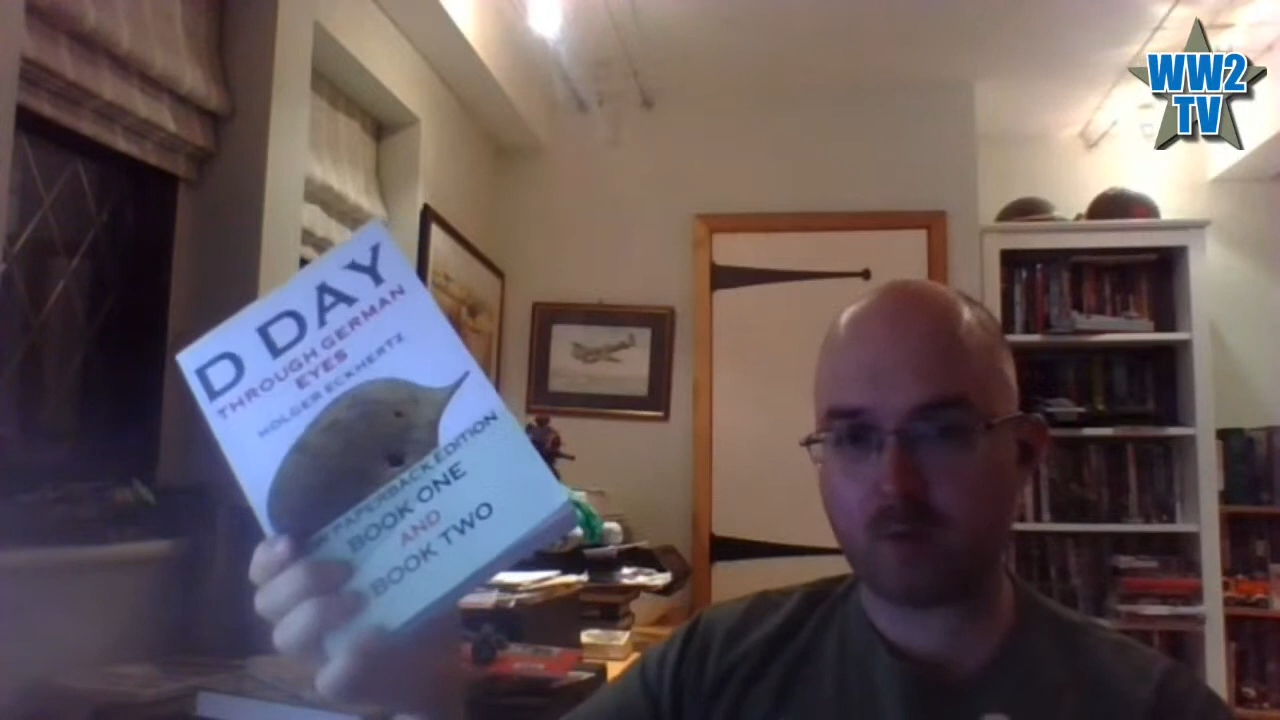 WW2
TV
D DAY
THROUGH GERMAN
EYES
HOLGER ECKHERTZ
PAPERBACK EDITION
BOOK ONE
AND
BOOK TWO